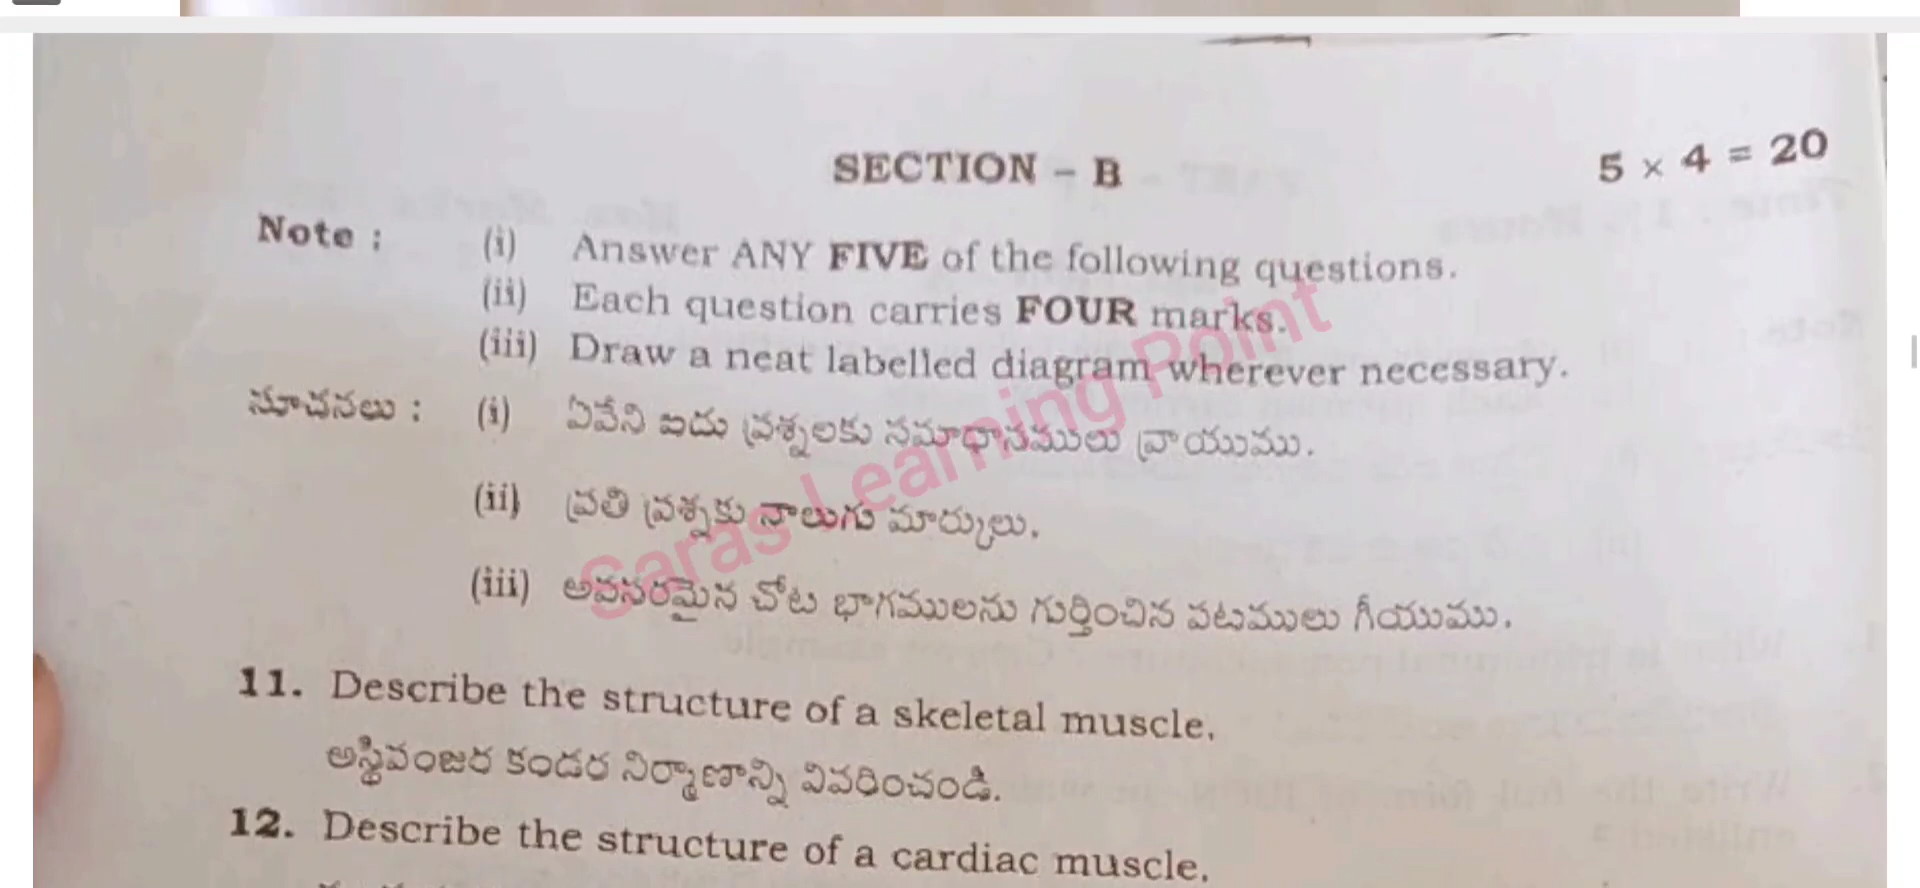 SECTION – B
5 × 4 = 20
Note : (i) Answer ANY FIVE of the following questions.
(ii) Each question carries FOUR marks.
(iii) Draw a neat labelled diagram wherever necessary.
సూచనలు : (i) ఏవేని ఐదు ప్రశ్నలకు సమాధానములు వ్రాయుము.
(ii) ప్రతి ప్రశ్నకు నాలుగు మార్కులు.
(iii) అవసరమైన చోట భాగములను గుర్తించిన పటములు గీయుము.
Saras Learning Point
11. Describe the structure of a skeletal muscle.
అస్థిపంజర కండర నిర్మాణాన్ని వివరించండి.
12. Describe the structure of a cardiac muscle.